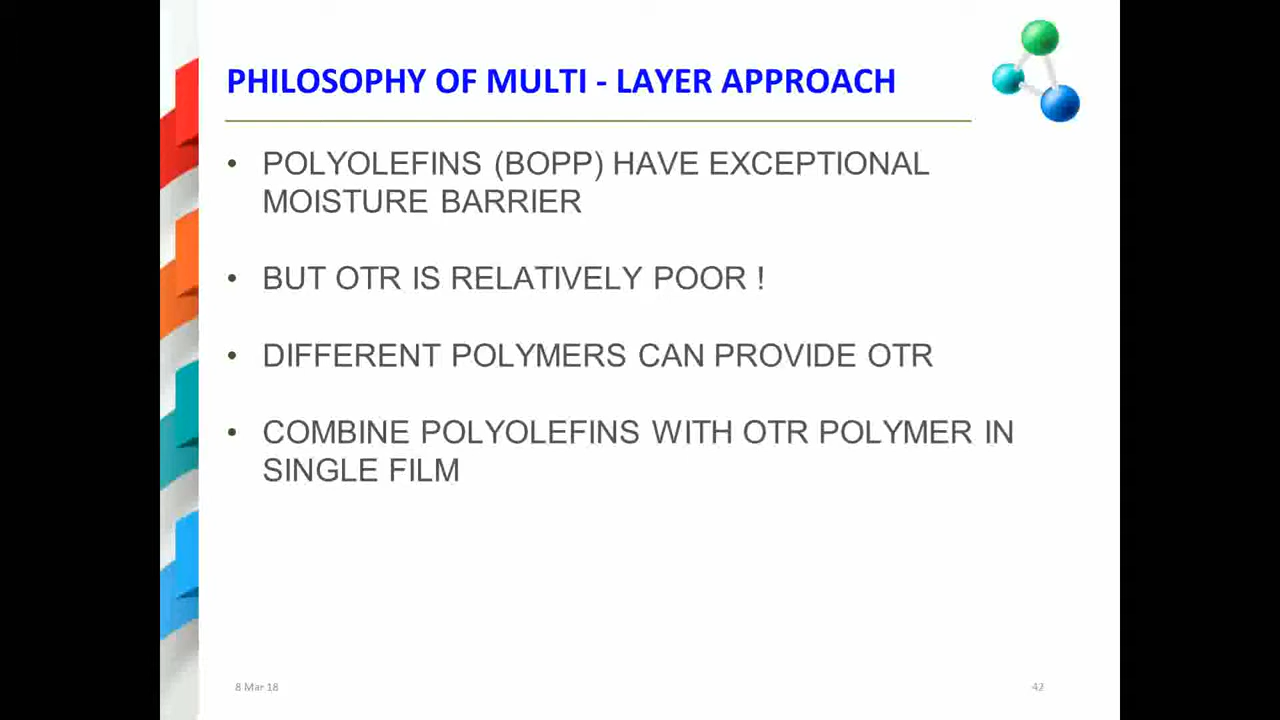 PHILOSOPHY OF MULTI - LAYER APPROACH
• POLYOLEFINS (BOPP) HAVE EXCEPTIONAL
MOISTURE BARRIER
• BUT OTR IS RELATIVELY POOR !
• DIFFERENT POLYMERS CAN PROVIDE OTR
• COMBINE POLYOLEFINS WITH OTR POLYMER IN
SINGLE FILM
8 Mar 18
42